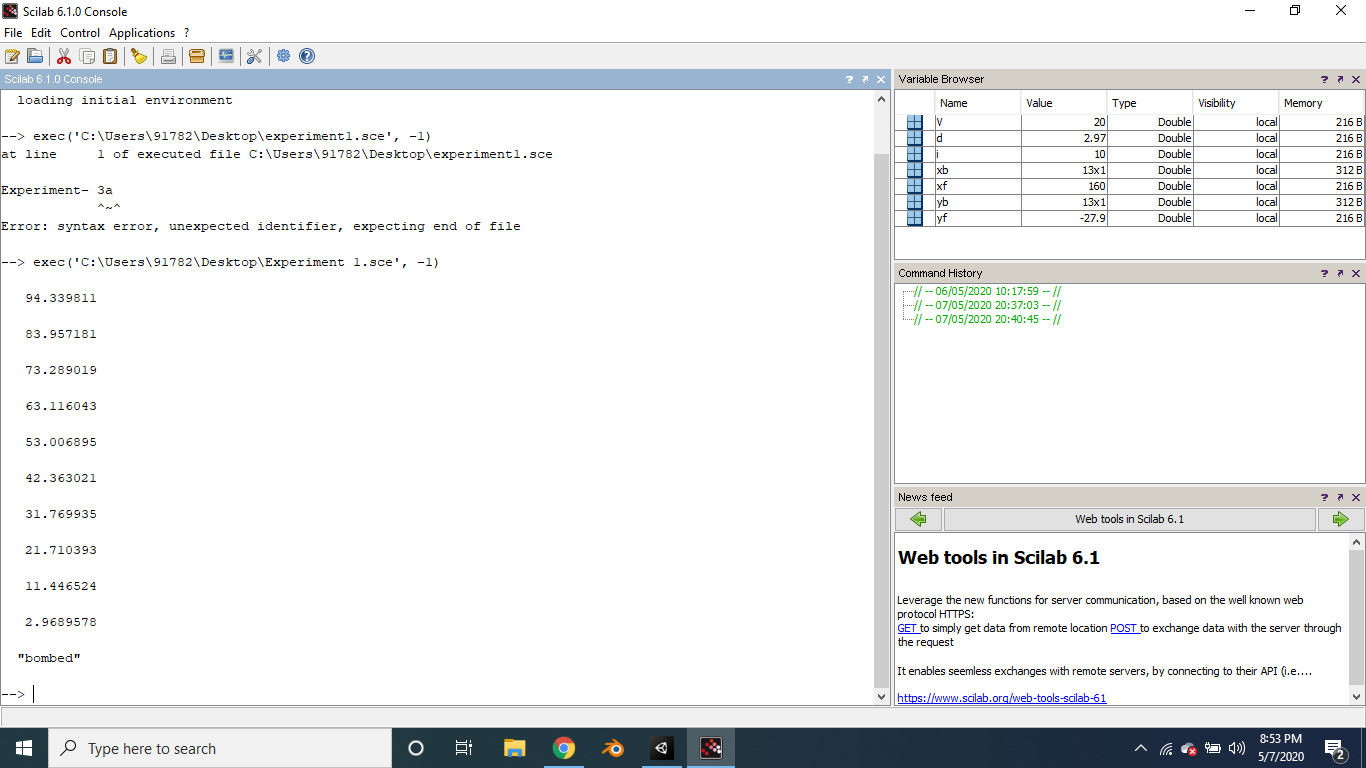 Scilab 6.1.0 Console
File Edit Control Applications ?
Scilab 6.1.0 Console ? ↗ ✕
loading initial environment
--> exec('C:\Users\91782\Desktop\experiment1.sce', -1)
at line     1 of executed file C:\Users\91782\Desktop\experiment1.sce
Experiment- 3a
^~^
Error: syntax error, unexpected identifier, expecting end of file
--> exec('C:\Users\91782\Desktop\Experiment 1.sce', -1)
94.339811
83.957181
73.289019
63.116043
53.006895
42.363021
31.769935
21.710393
11.446524
2.9689578
"bombed"
-->
Variable Browser
Name Value Type Visibility Memory
V 20 Double local 216 B
d 2.97 Double local 216 B
i 10 Double local 216 B
xb 13x1 Double local 312 B
xf 160 Double local 216 B
yb 13x1 Double local 312 B
yf -27.9 Double local 216 B
Command History
// -- 06/05/2020 10:17:59 -- //
// -- 07/05/2020 20:37:03 -- //
// -- 07/05/2020 20:40:45 -- //
News feed
Web tools in Scilab 6.1
Web tools in Scilab 6.1
Leverage the new functions for server communication, based on the well known web
protocol HTTPS:
GET to simply get data from remote location POST to exchange data with the server through
the request
It enables seemless exchanges with remote servers, by connecting to their API (i.e....
https://www.scilab.org/web-tools-scilab-61
Type here to search
8:53 PM
5/7/2020
2